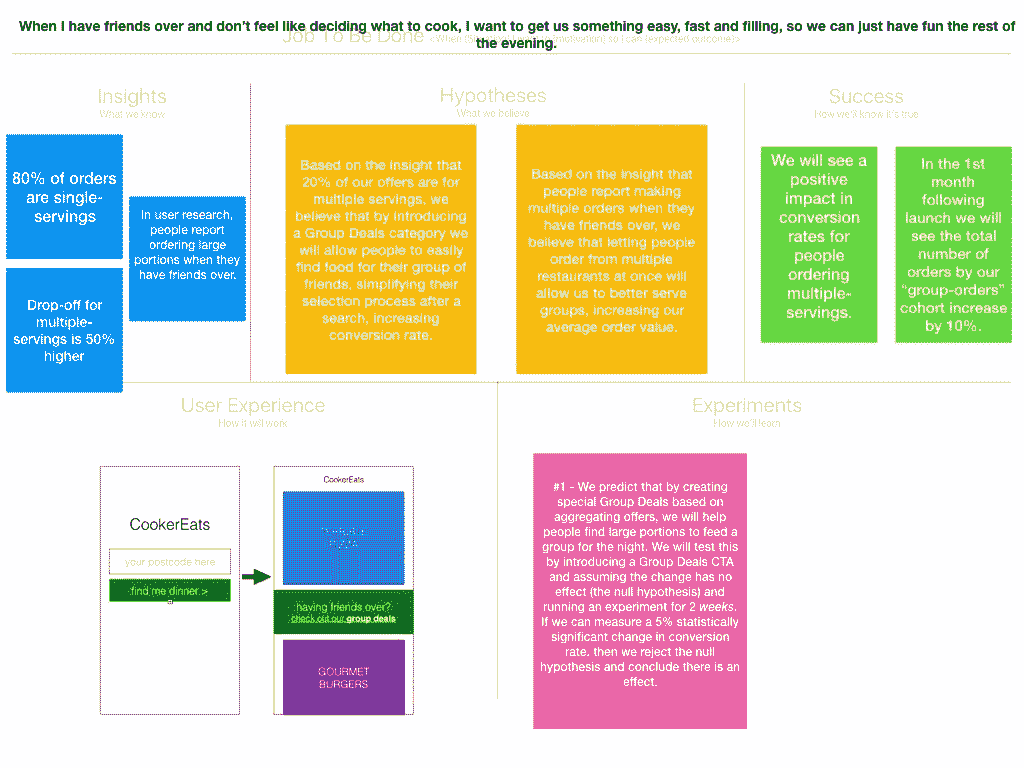 When I have friends over and don't feel like deciding what to cook, I want to get us something easy, fast and filling, so we can just have fun the rest of
the evening.
Job To Be Done
Insights
What we know
80% of orders
are single-
servings
Drop-off for
multiple-
servings is 50%
higher
In user research,
people report
ordering large
portions when they
have friends over.
Hypotheses
What we believe
Based on the insight that
20% of our offers are for
multiple servings, we
believe that by introducing
a Group Deals category we
will allow people to easily
find food for their group of
friends, simplifying their
selection process after a
search, increasing
conversion rate.
Based on the insight that
people report making
multiple orders when they
have friends over, we
believe that letting people
order from multiple
restaurants at once will
allow us to better serve
groups, increasing our
average order value.
Success
How we'll know it's true
We will see a
positive
impact in
conversion
rates for
people
ordering
multiple-
servings.
In the 1st
month
following
launch we will
see the total
number of
orders by our
"group-orders"
cohort increase
by 10%.
User Experience
How it will work
CookerEats
your postcode here
find me dinner >
CookerEats
having friends over?
check out our group deals
GOURMET
BURGERS
Experiments
How we'll learn
#1 - We predict that by creating
special Group Deals based on
aggregating offers, we will help
people find large portions to feed a
group for the night. We will test this
by introducing a Group Deals CTA
and assuming the change has no
effect (the null hypothesis) and
running an experiment for 2 weeks.
If we can measure a 5% statistically
significant change in conversion
rate, then we reject the null
hypothesis and conclude there is an
effect.